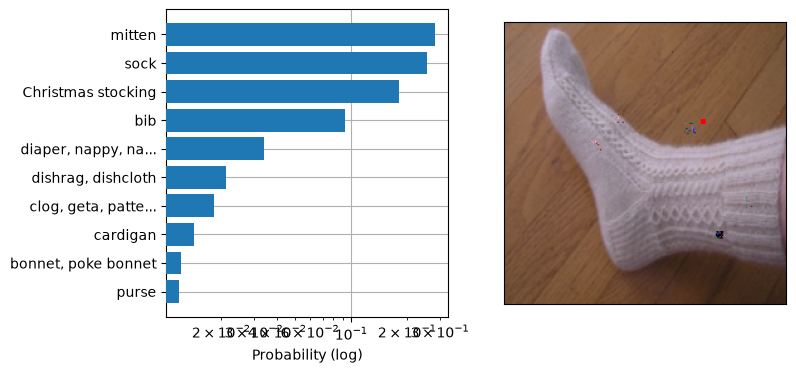 mitten
sock
Christmas stocking
bib
diaper, nappy, na...
dishrag, dishcloth
clog, geta, patte...
cardigan
bonnet, poke bonnet
purse
10⁻¹
Probability (log)